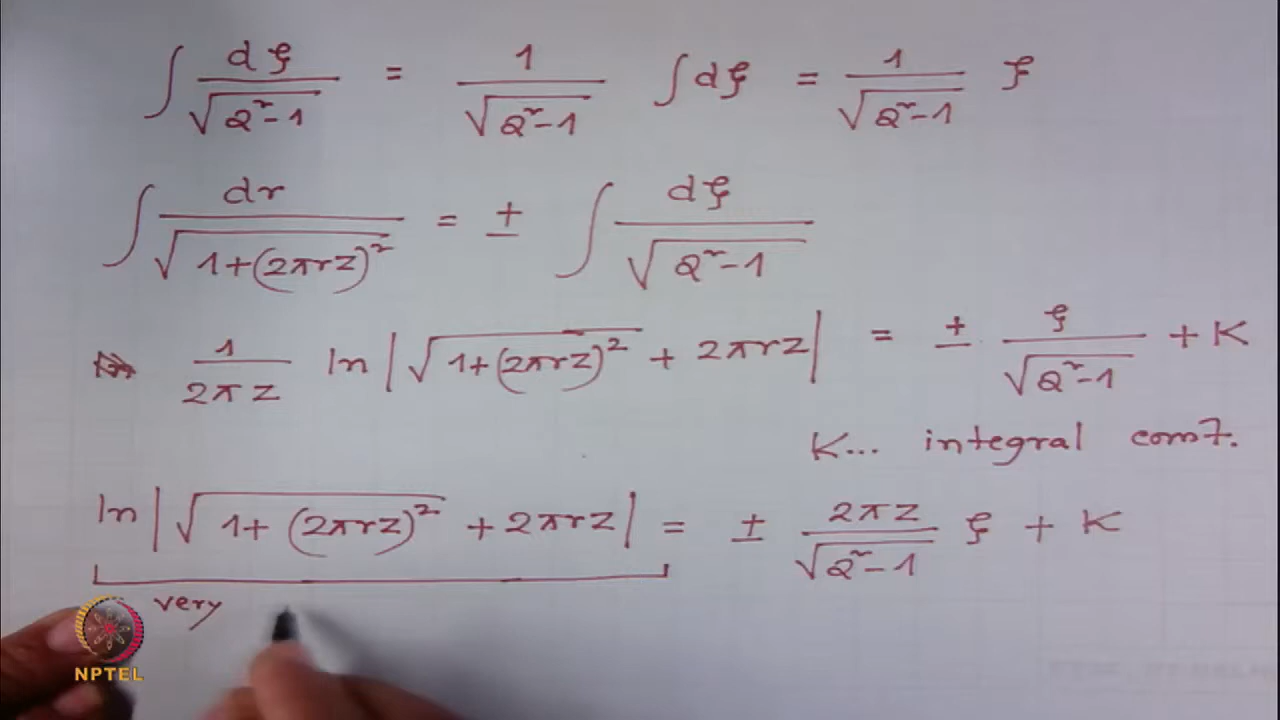 ∫ dξ / √(Q²-1) = 1 / √(Q²-1) ∫ dξ = 1 / √(Q²-1) ξ
∫ dr / √(1+(2πrz)²) = ± ∫ dξ / √(Q²-1)
1 / 2πz ln |√(1+(2πrz)²) + 2πrz| = ± ξ / √(Q²-1) + K
K... integral const.
ln |√(1+(2πrz)²) + 2πrz| = ± 2πz / √(Q²-1) ξ + K
very
NPTEL